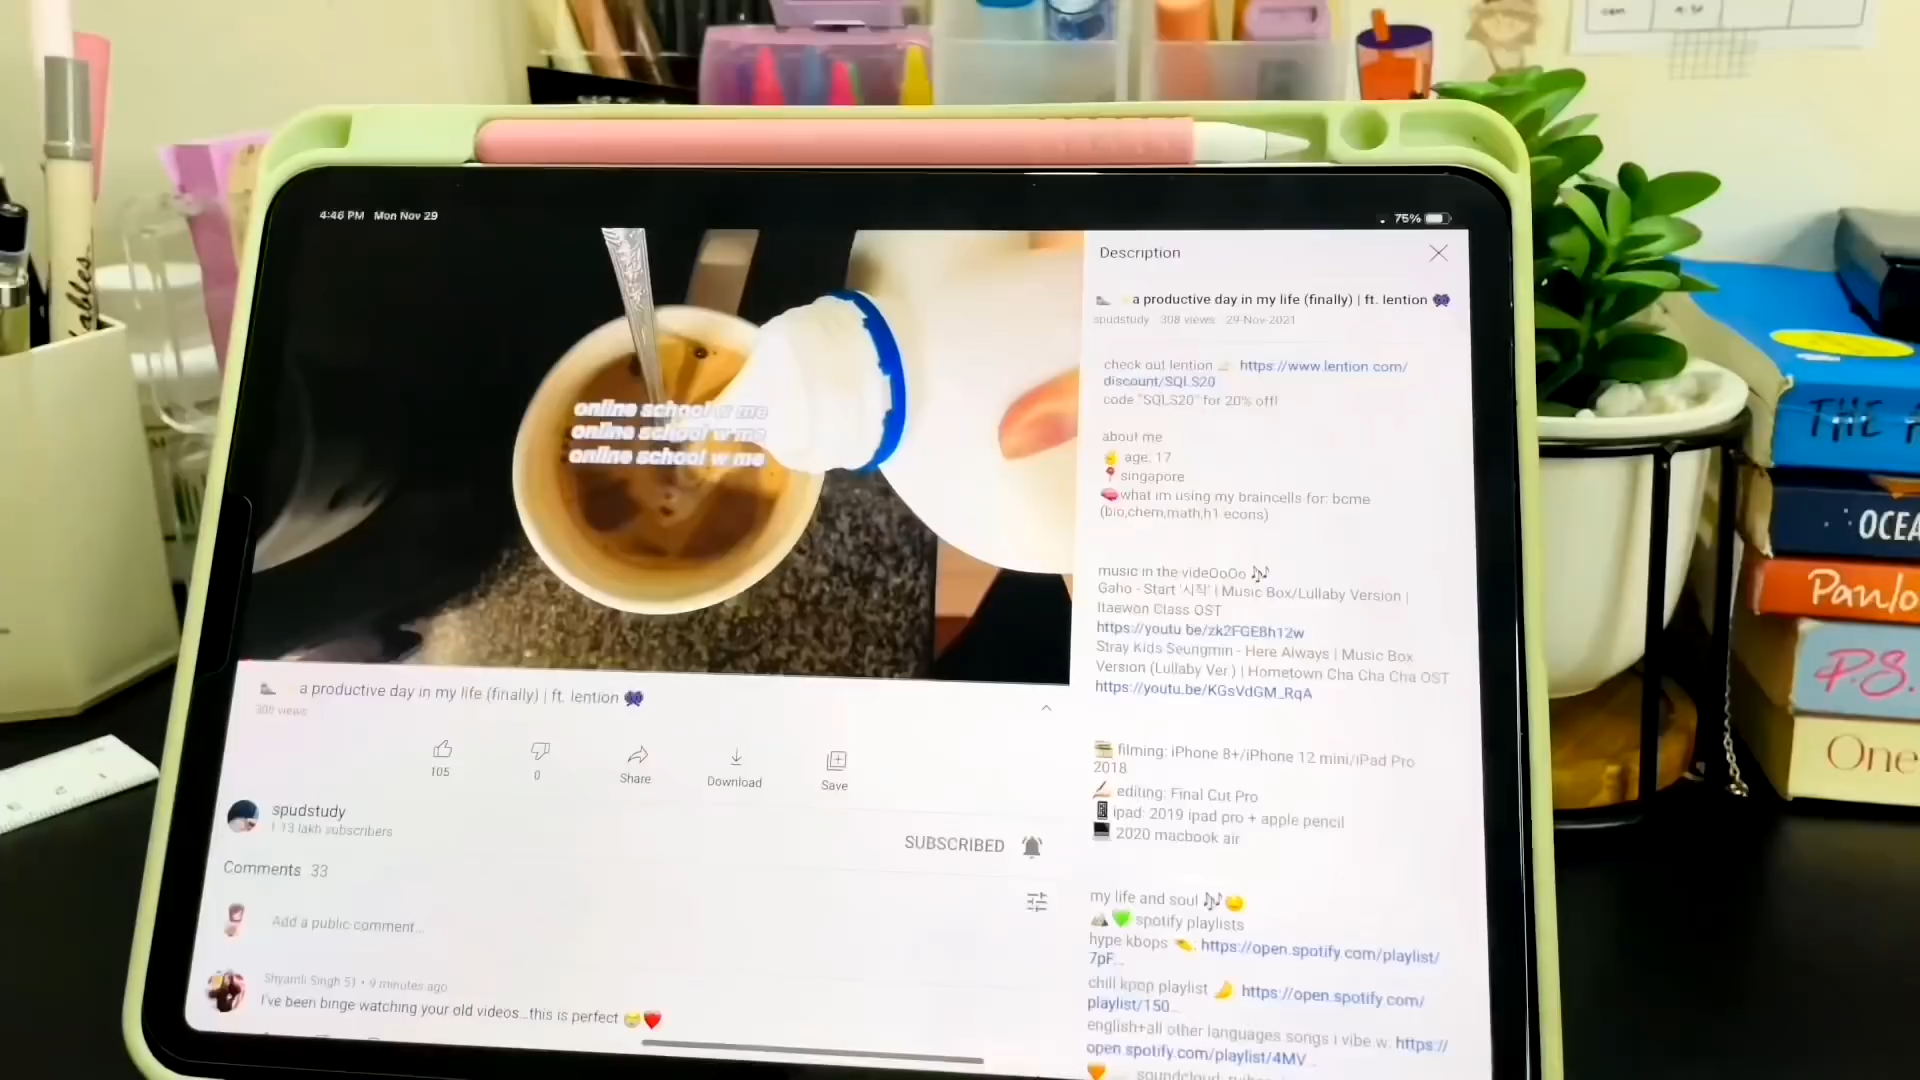 4:46 PM Mon Nov 29
75%
online school w me
online school w me
online school w me
a productive day in my life (finally) | ft. lention
308 views
105
0
Share
Download
Save
spudstudy
1.13 lakh subscribers
SUBSCRIBED
Comments 33
Add a public comment...
Shyamli Singh 51 • 9 minutes ago
I've been binge watching your old videos...this is perfect
Description
a productive day in my life (finally) | ft. lention
spudstudy 308 views 29-Nov-2021
check out lention https://www.lention.com/
discount/SQLS20
code "SQLS20" for 20% off!
about me
age: 17
singapore
what im using my braincells for: bcme
(bio,chem,math,h1 econs)
music in the videOoOo
Gaho - Start '시작' | Music Box/Lullaby Version |
Itaewon Class OST
https://youtu.be/zk2FGE8h12w
Stray Kids Seungmin - Here Always | Music Box
Version (Lullaby Ver.) | Hometown Cha Cha Cha OST
https://youtu.be/KGsVdGM_RqA
filming: iPhone 8+/iPhone 12 mini/iPad Pro
2018
editing: Final Cut Pro
ipad: 2019 ipad pro + apple pencil
2020 macbook air
my life and soul
spotify playlists
hype kbops : https://open.spotify.com/playlist/
7pF...
chill kpop playlist https://open.spotify.com/
playlist/150...
english+all other languages songs i vibe w: https://
open.spotify.com/playlist/4MV...
soundcloud:
ables
THE
OCEA
P.S.
One